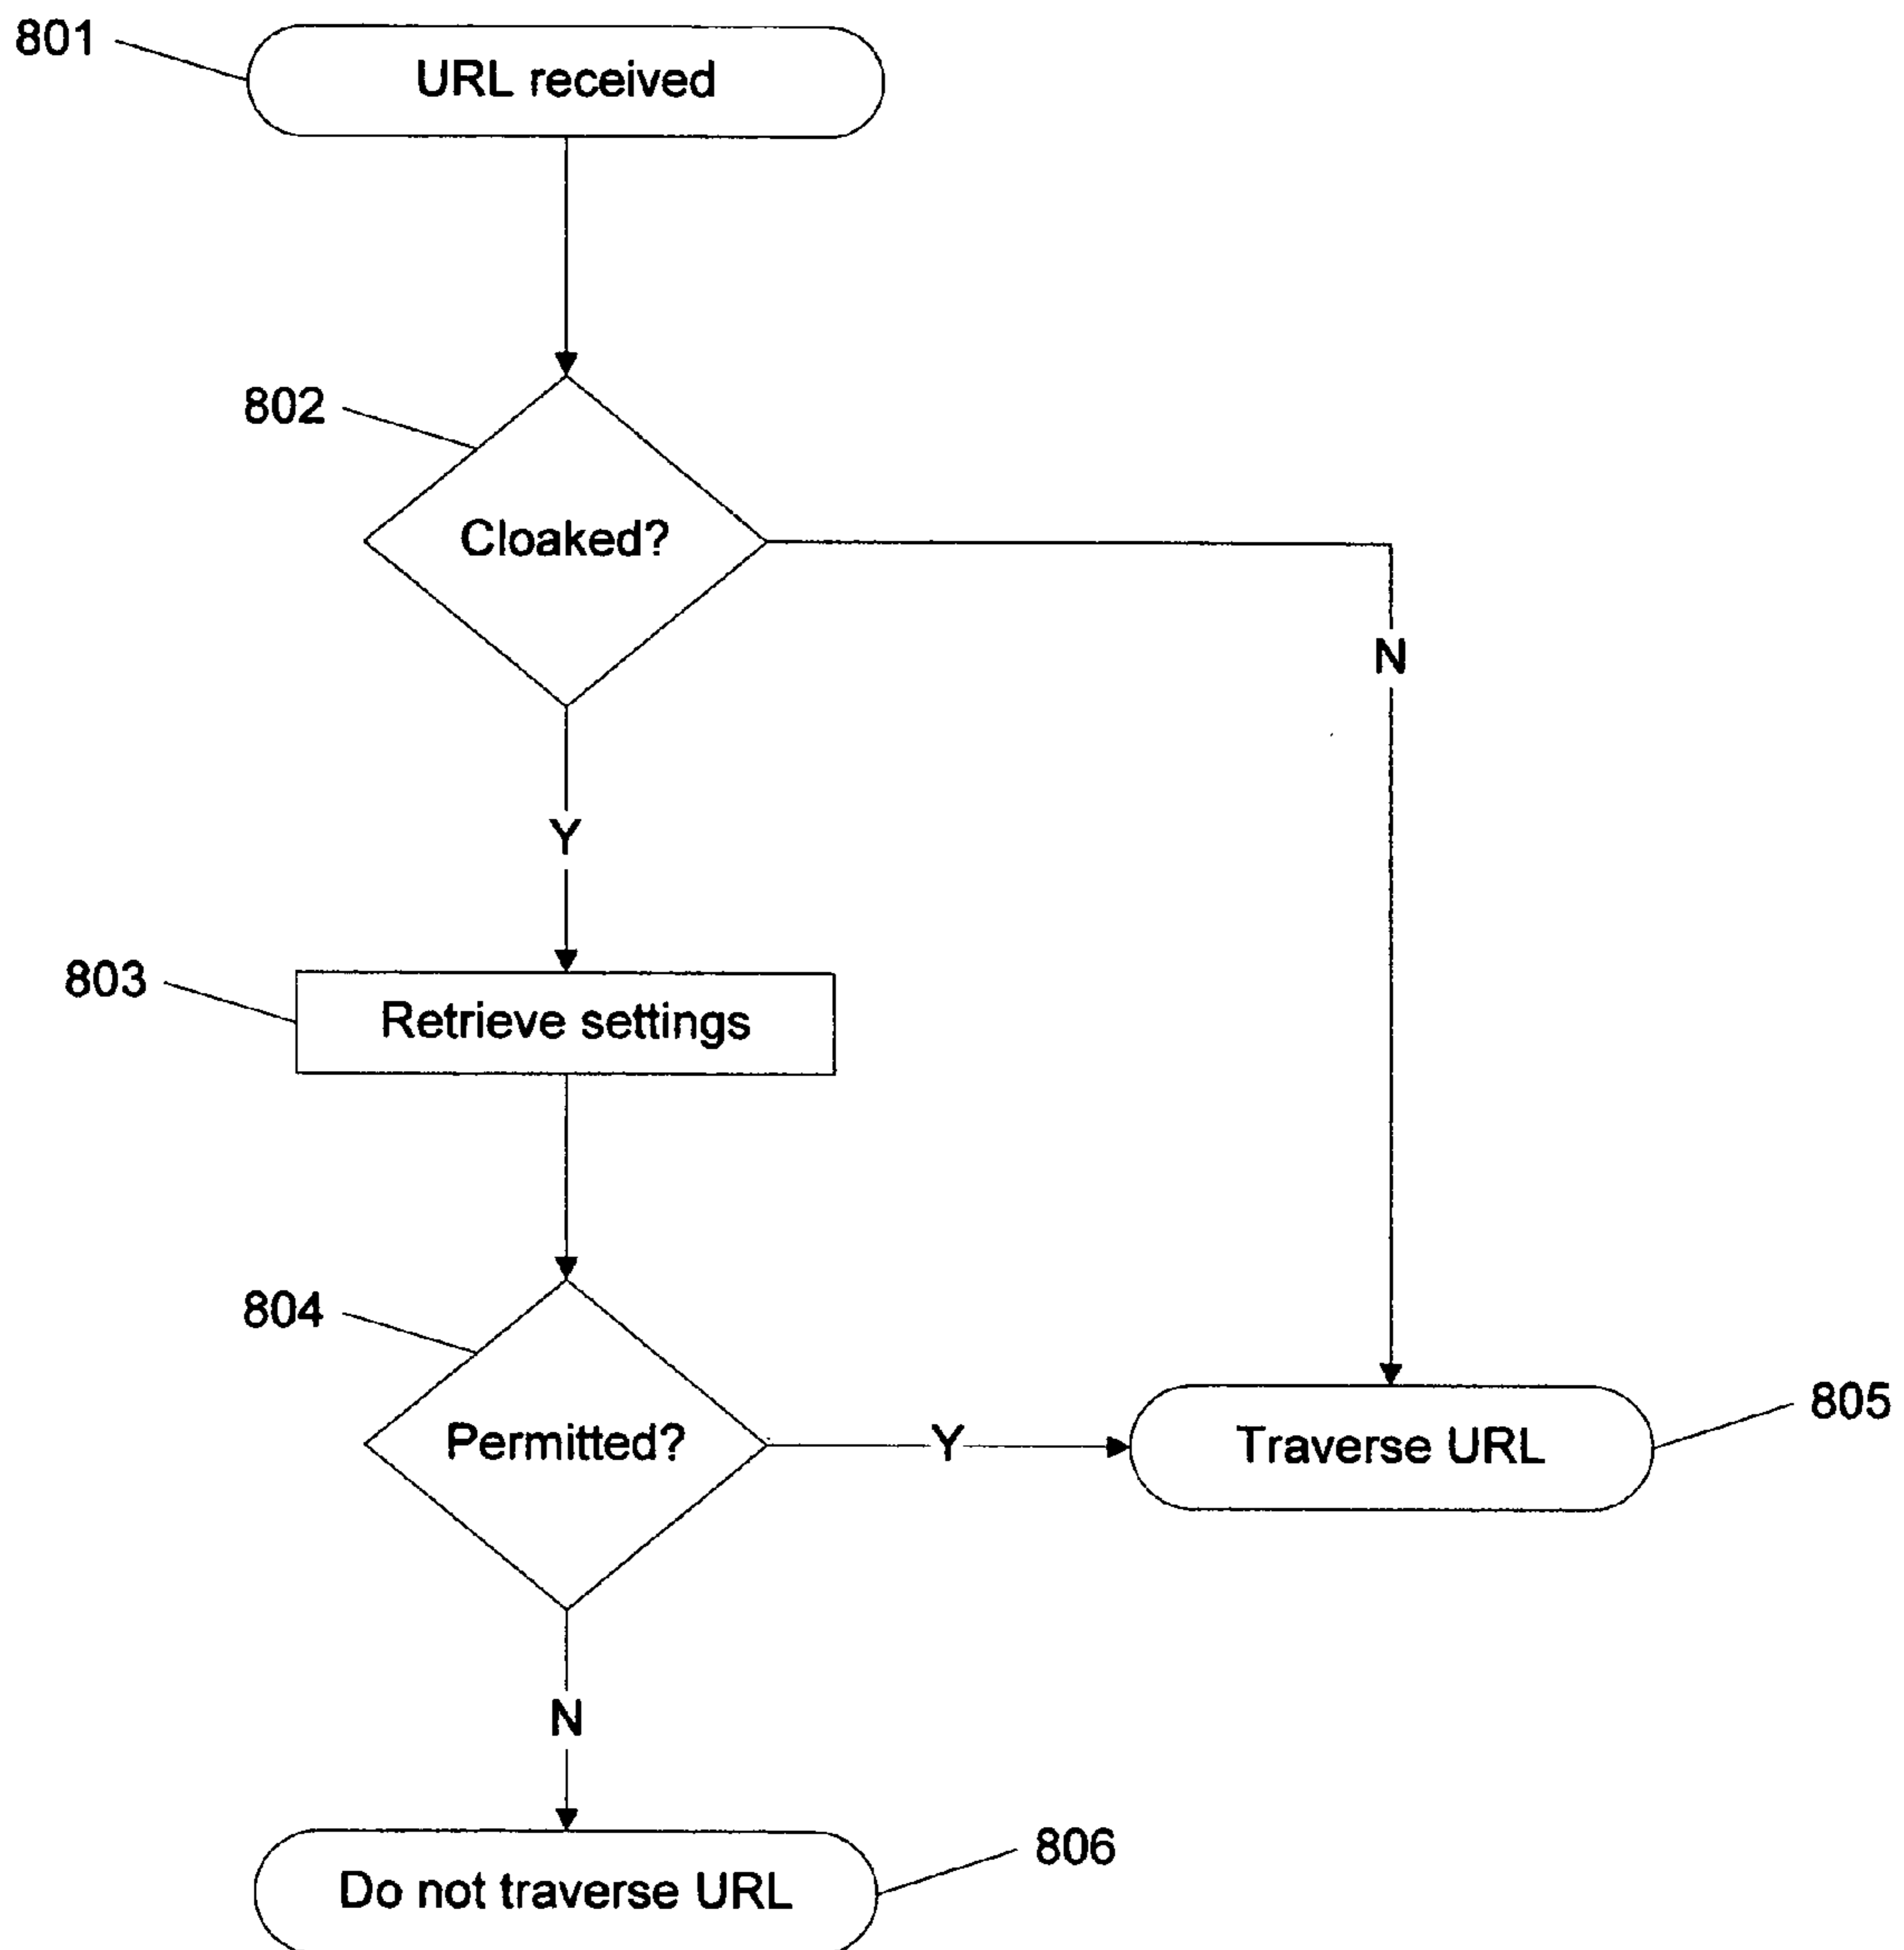 801
URL received
802
Cloaked?
N
Y
803
Retrieve settings
804
Permitted?
Y
Traverse URL
805
N
806
Do not traverse URL